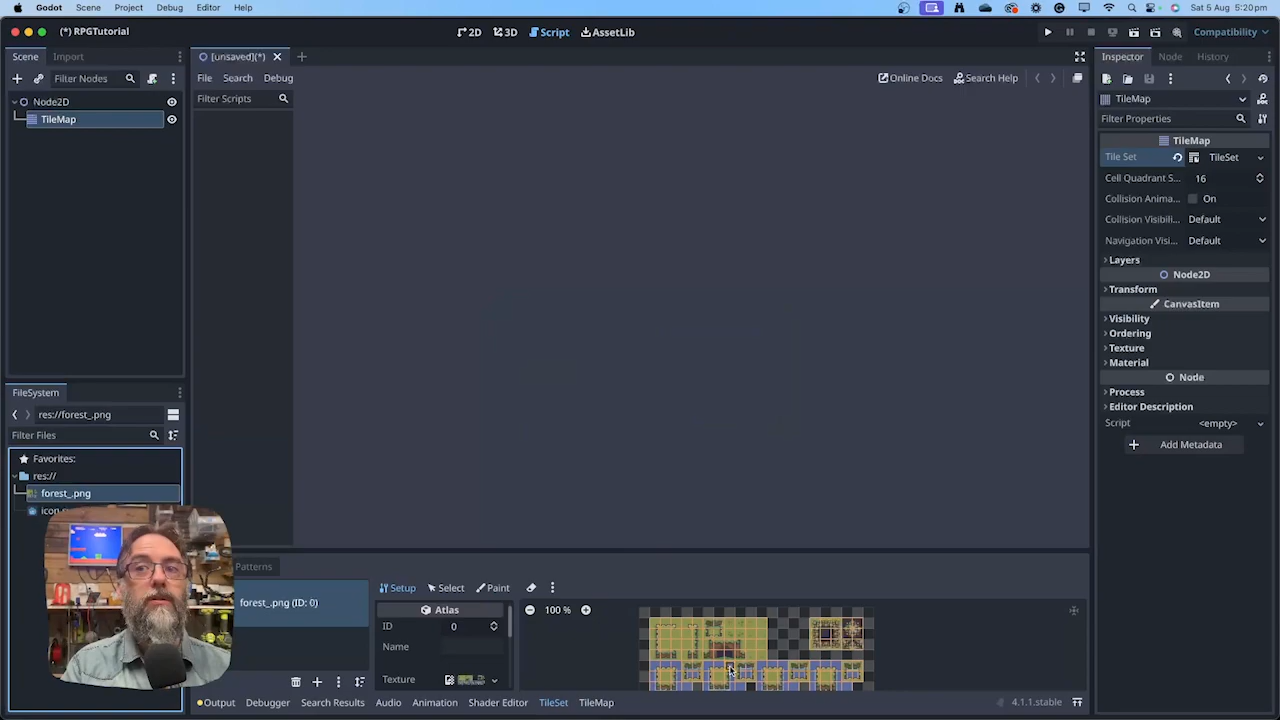 Godot Scene Project Debug Editor Help Sat 5 Aug 5:20pm
(*) RPGTutorial 2D 3D Script AssetLib Compatibility
Scene Import
Filter Nodes
Node2D
TileMap
[unsaved](*)
File Search Debug Online Docs Search Help
Filter Scripts
FileSystem
res://forest_.png
Filter Files
Favorites:
res://
forest_.png
Patterns
forest_.png (ID: 0)
Setup Select Paint
Atlas
ID 0
Name
Texture
100 %
Output Debugger Search Results Audio Animation Shader Editor TileSet TileMap 4.1.1.stable
Inspector Node History
TileMap
Filter Properties
TileMap
Tile Set TileSet
Cell Quadrant S... 16
Collision Anima... On
Collision Visibili... Default
Navigation Visi... Default
Layers
Node2D
Transform
CanvasItem
Visibility
Ordering
Texture
Material
Node
Process
Editor Description
Script <empty>
Add Metadata